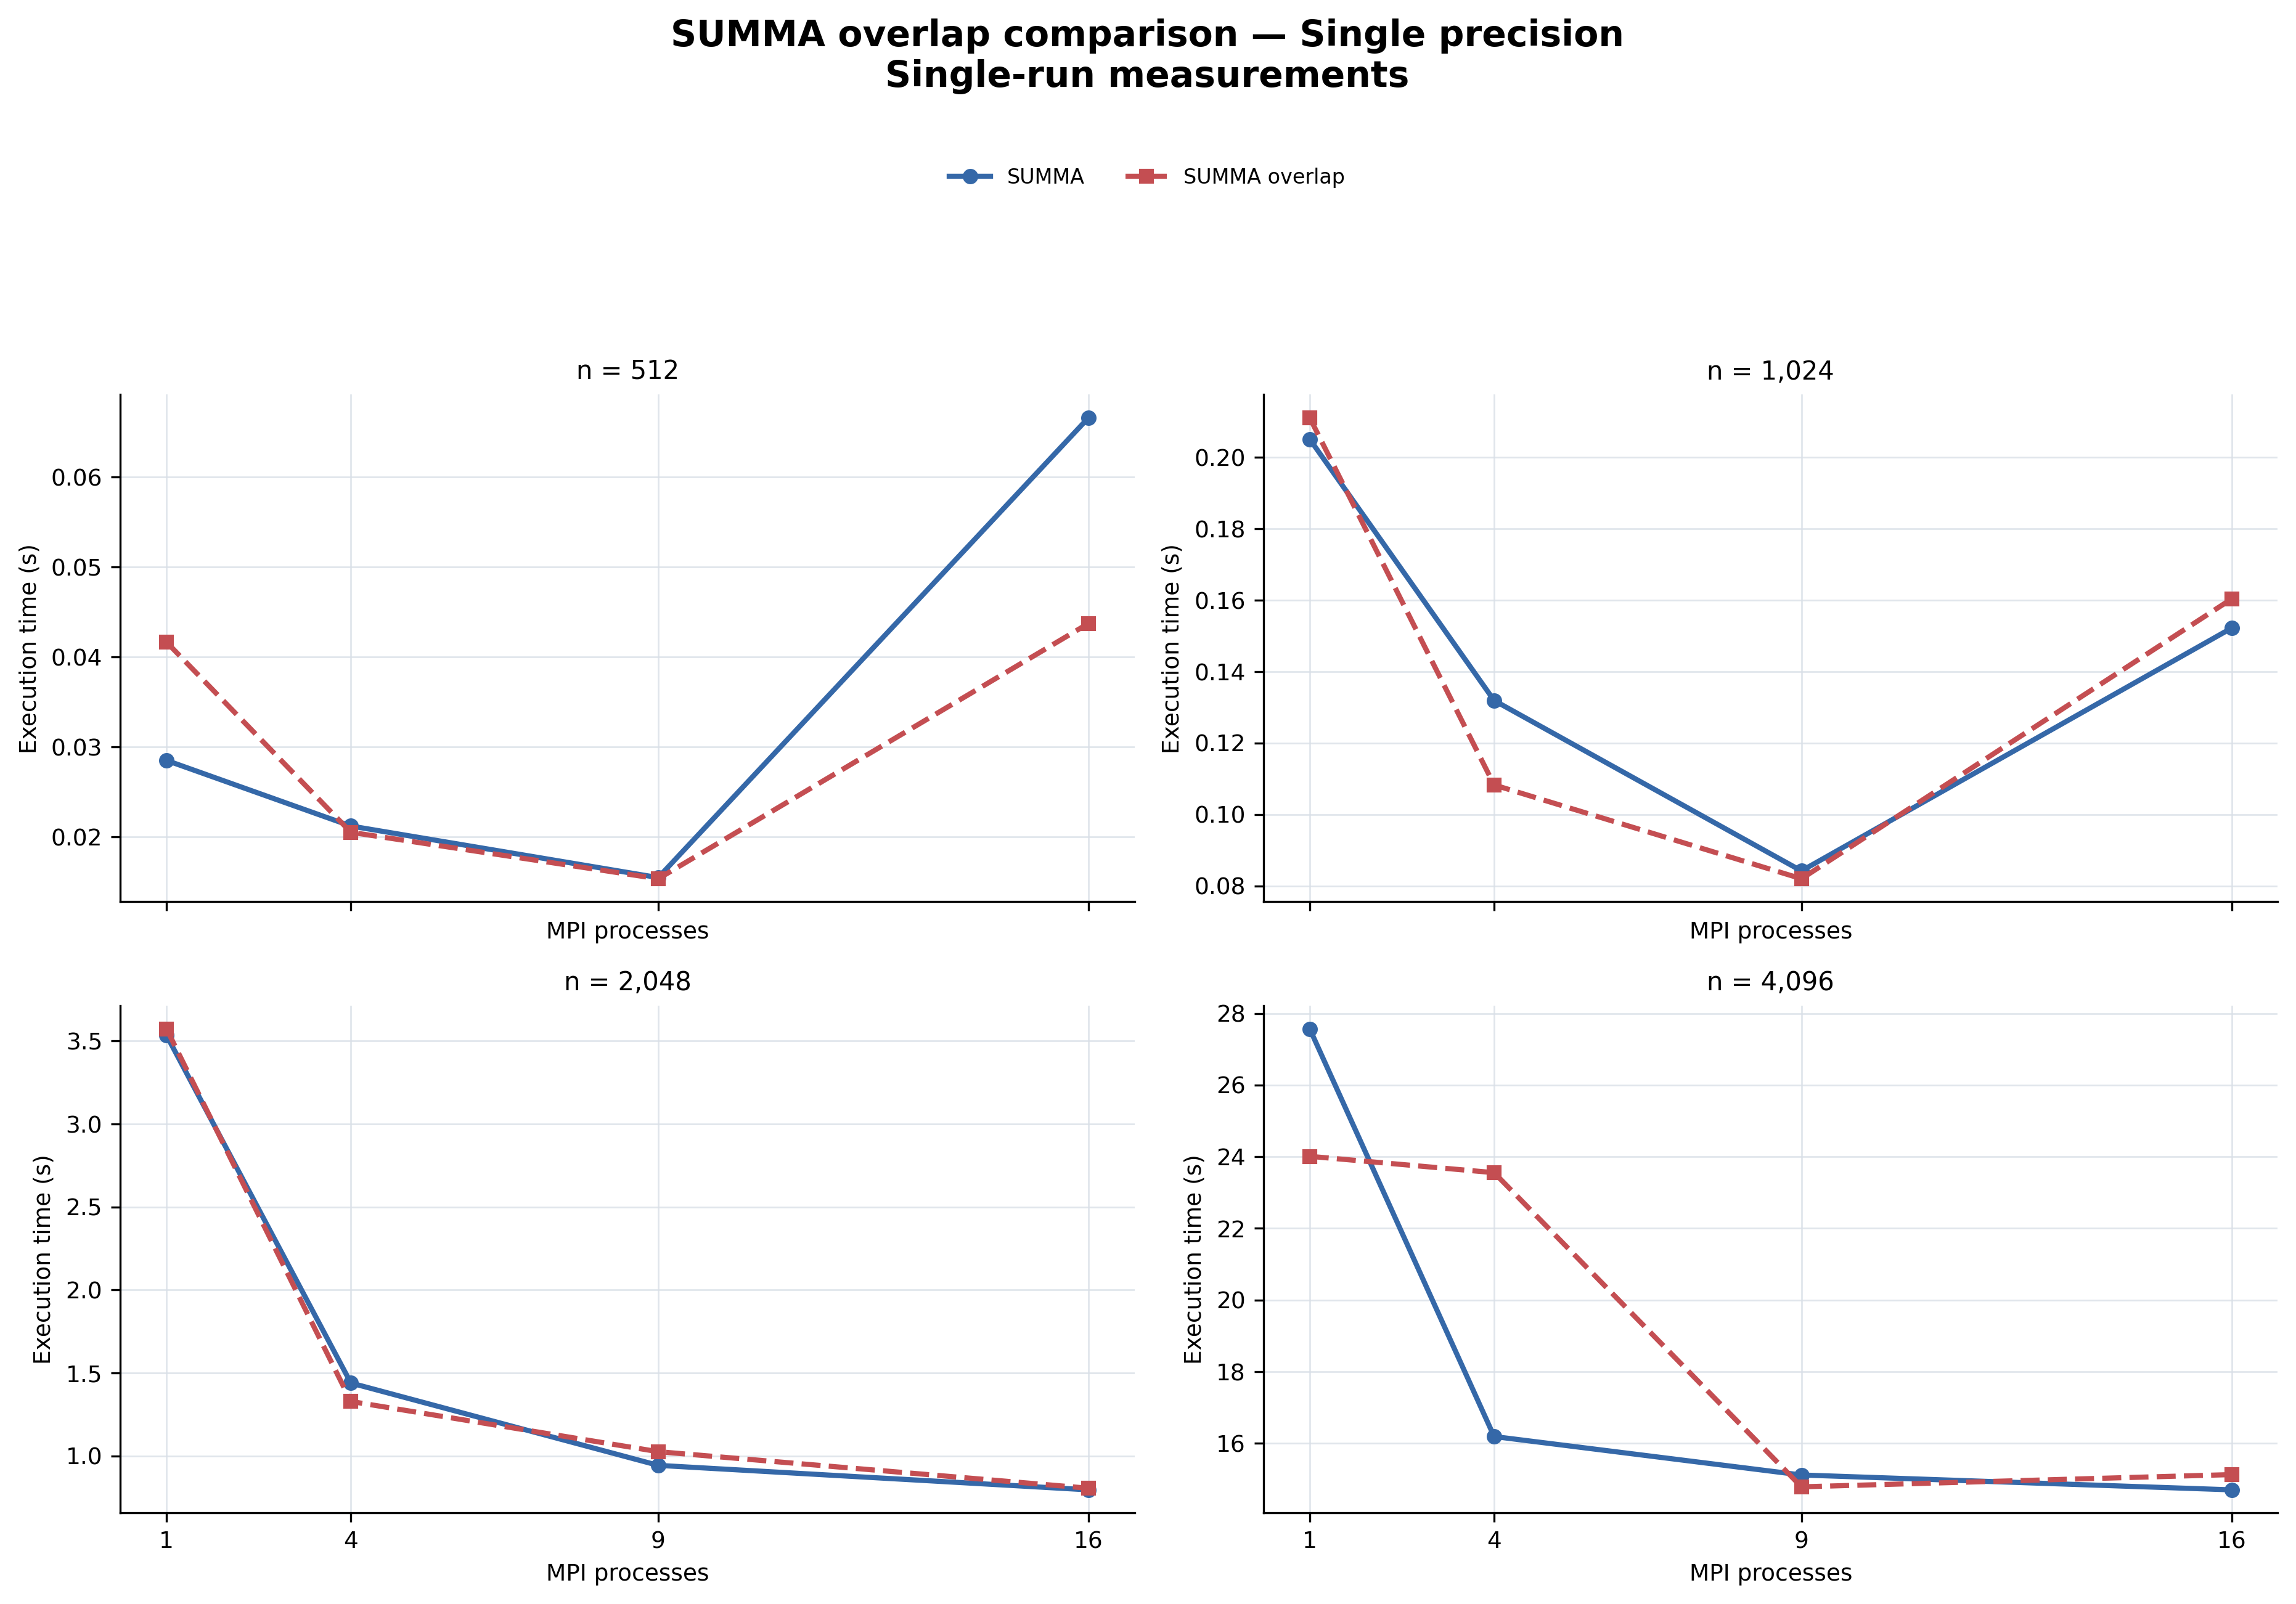 SUMMA overlap comparison — Single precision
Single-run measurements
SUMMA
SUMMA overlap
n = 512
Execution time (s)
0.06
0.05
0.04
0.03
0.02
MPI processes
n = 1,024
Execution time (s)
0.20
0.18
0.16
0.14
0.12
0.10
0.08
MPI processes
n = 2,048
Execution time (s)
3.5
3.0
2.5
2.0
1.5
1.0
1 4 9 16
MPI processes
n = 4,096
Execution time (s)
28
26
24
22
20
18
16
1 4 9 16
MPI processes